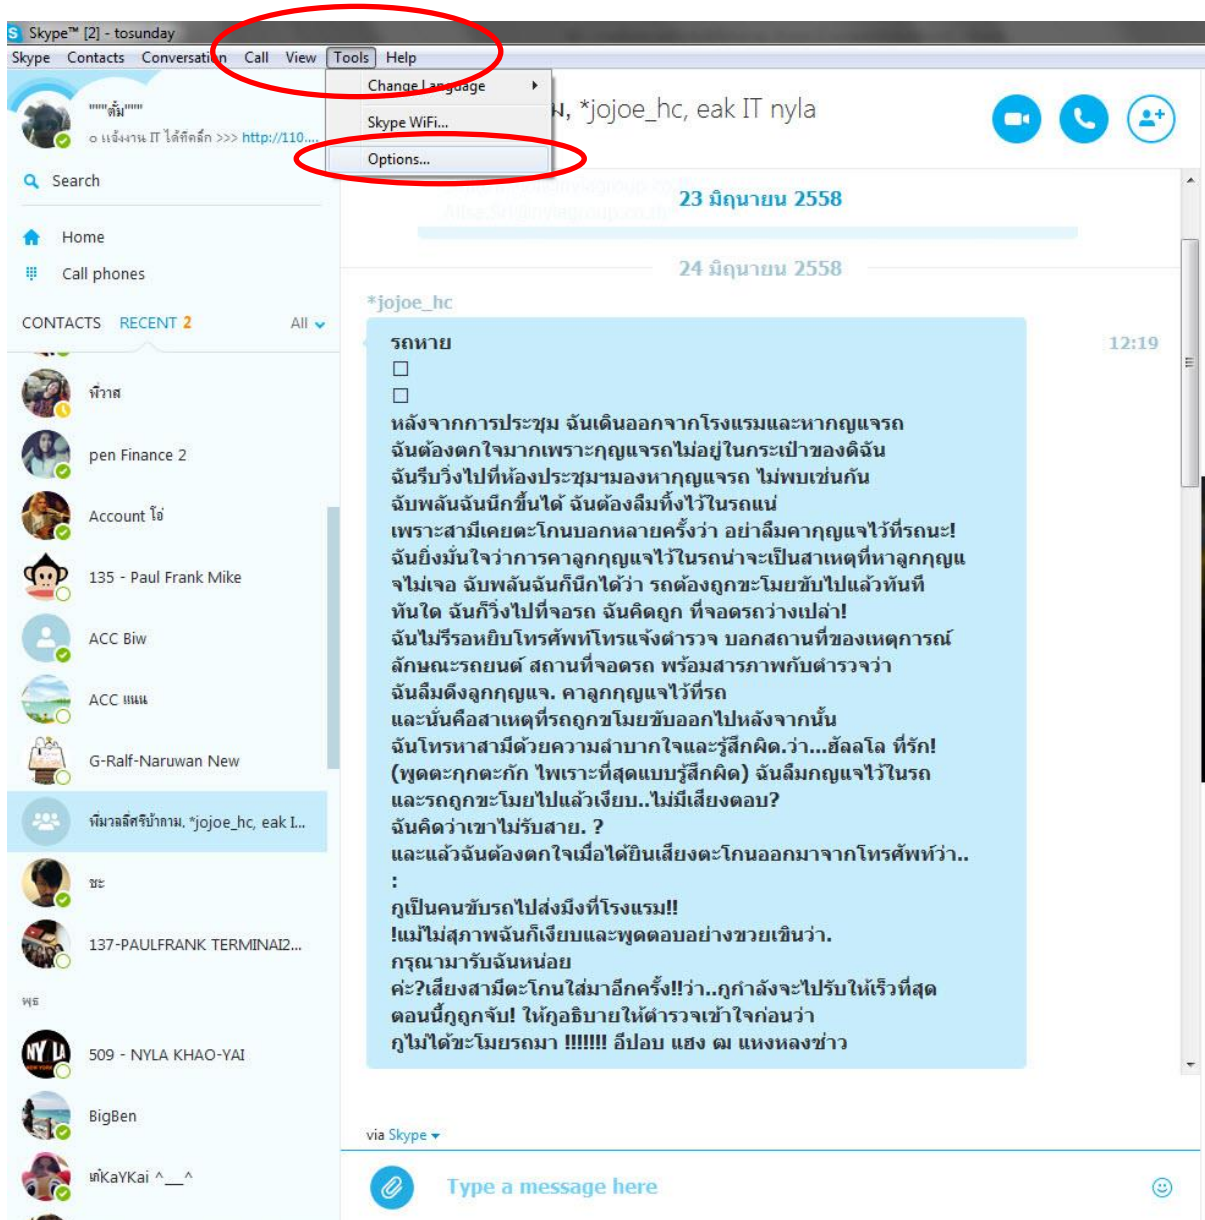 Skype™ [2] - tosunday
Skype Contacts Conversation Call View Tools Help
Change Language
Skype WiFi...
Options...
"""ตั้ม"""
o แจ้งงาน IT ได้ที่คลิ๊ก >>> http://110....
, *jojoe_hc, eak IT nyla
Search
Home
Call phones
CONTACTS RECENT 2 All
พี่วาส
pen Finance 2
Account โอ๋
135 - Paul Frank Mike
ACC Biw
ACC แนน
G-Ralf-Naruwan New
*jojoe_hc, eak I...
ชะ
137-PAULFRANK TERMINAI2...
พุธ
509 - NYLA KHAO-YAI
BigBen
เก๋KaYKai ^__^
23 มิถุนายน 2558
24 มิถุนายน 2558
*jojoe_hc
12:19
รถหาย
หลังจากการประชุม ฉันเดินออกจากโรงแรมและหากุญแจรถ
ฉันต้องตกใจมากเพราะกุญแจรถไม่อยู่ในกระเป๋าของดิฉัน
ฉันรีบวิ่งไปที่ห้องประชุมฯมองหากุญแจรถ ไม่พบเช่นกัน
ฉับพลันฉันนึกขึ้นได้ ฉันต้องลืมทิ้งไว้ในรถแน่
เพราะสามีเคยตะโกนบอกหลายครั้งว่า อย่าลืมคากุญแจไว้ที่รถนะ!
ฉันยิ่งมั่นใจว่าการคาลูกกุญแจไว้ในรถน่าจะเป็นสาเหตุที่หาลูกกุญแ
จไม่เจอ ฉับพลันฉันก็นึกได้ว่า รถต้องถูกขะโมยขับไปแล้วทันที
ทันใด ฉันก็วิ่งไปที่จอรถ ฉันคิดถูก ที่จอดรถว่างเปล่า!
ฉันไม่รีรอหยิบโทรศัพท์โทรแจ้งตำรวจ บอกสถานที่ของเหตุการณ์
ลักษณะรถยนต์ สถานที่จอดรถ พร้อมสารภาพกับตำรวจว่า
ฉันลืมดึงลูกกุญแจ. คาลูกกุญแจไว้ที่รถ
และนั่นคือสาเหตุที่รถถูกขโมยขับออกไปหลังจากนั้น
ฉันโทรหาสามีด้วยความลำบากใจและรู้สึกผิด.ว่า...ฮัลลโล ที่รัก!
(พูดตะกุกตะกัก ไพเราะที่สุดแบบรู้สึกผิด) ฉันลืมกญแจไว้ในรถ
และรถถูกขะโมยไปแล้วเงียบ..ไม่มีเสียงตอบ?
ฉันคิดว่าเขาไม่รับสาย. ?
และแล้วฉันต้องตกใจเมื่อได้ยินเสียงตะโกนออกมาจากโทรศัพท์ว่า..
:
กูเป็นคนขับรถไปส่งมึงที่โรงแรม!!
!แม้ไม่สุภาพฉันก็เงียบและพูดตอบอย่างขวยเขินว่า.
กรุณามารับฉันหน่อย
ค่ะ?เสียงสามีตะโกนใส่มาอีกครั้ง!!ว่า..กูกำลังจะไปรับให้เร็วที่สุด
ตอนนี้กูถูกจับ! ให้กูอธิบายให้ตำรวจเข้าใจก่อนว่า
กูไม่ได้ขะโมยรถมา !!!!!!! อีปอบ แฮง ฒ แหงหลงช่าว
via Skype
Type a message here